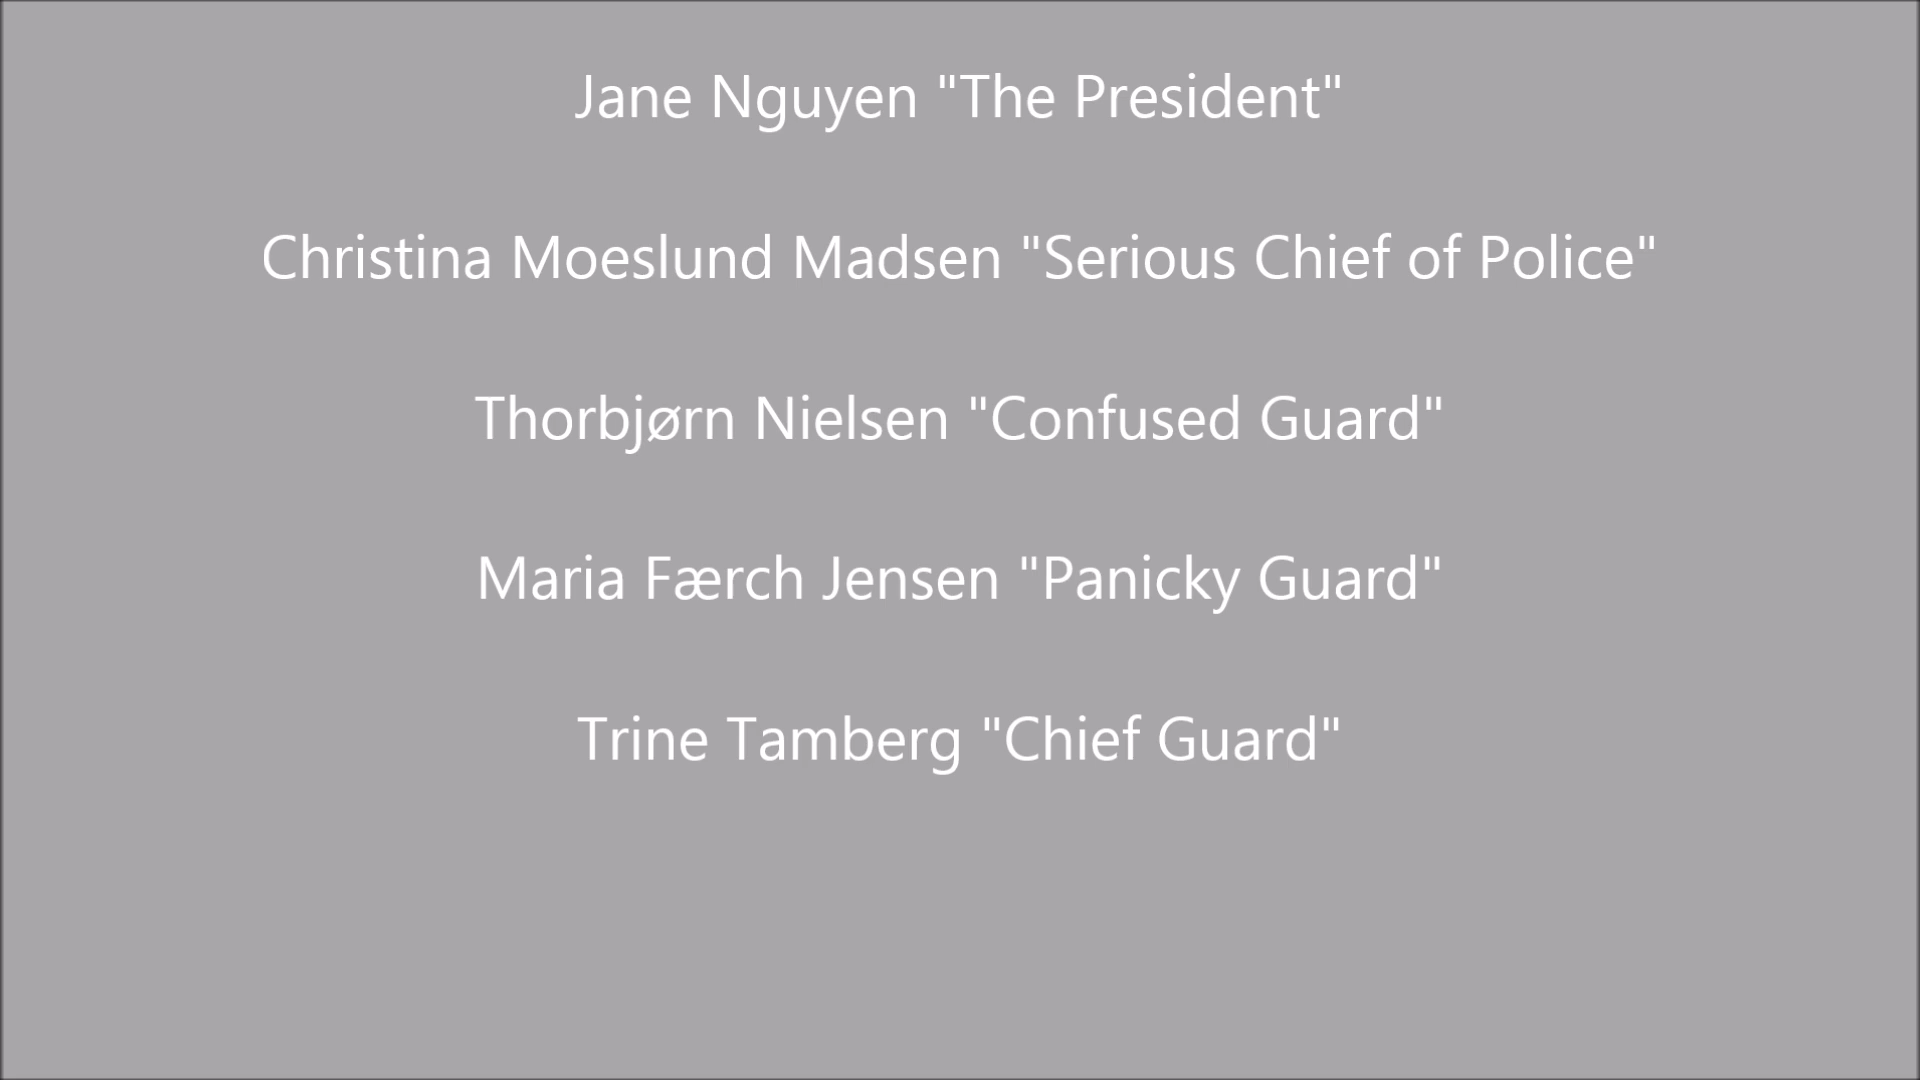 Jane Nguyen "The President"
Christina Moeslund Madsen "Serious Chief of Police"
Thorbjørn Nielsen "Confused Guard"
Maria Færch Jensen "Panicky Guard"
Trine Tamberg "Chief Guard"